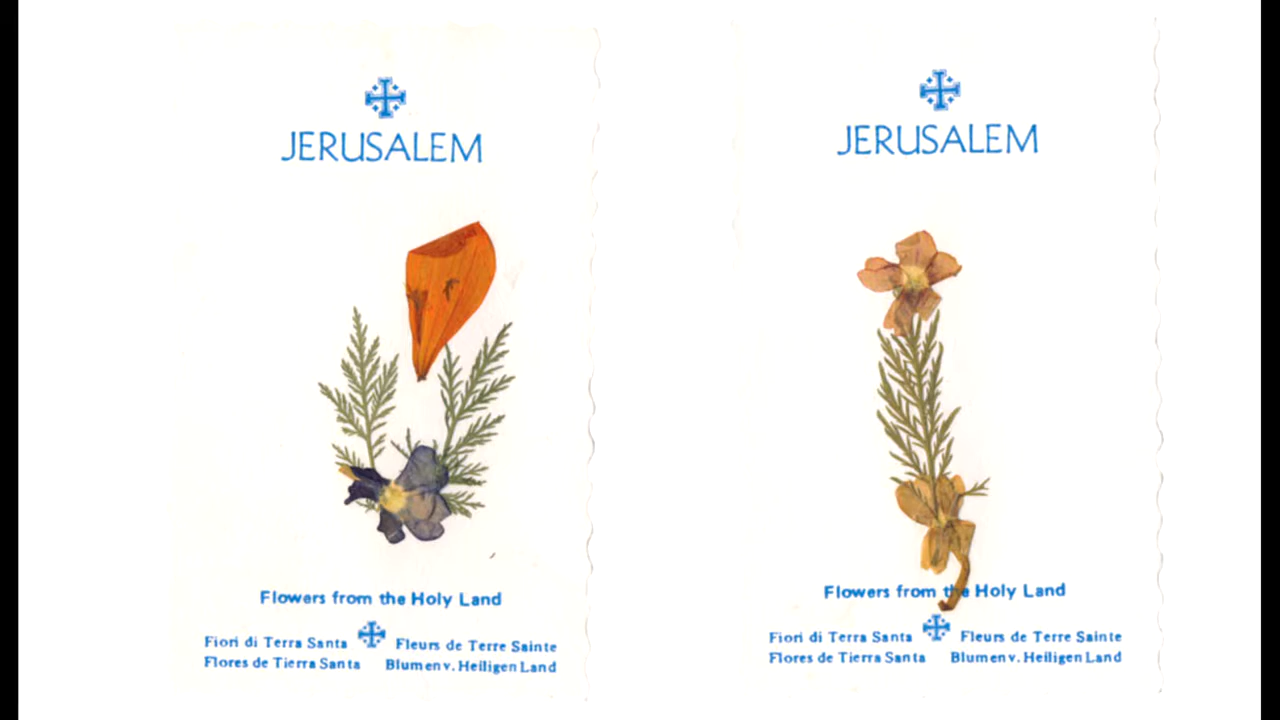 JERUSALEM
Flowers from the Holy Land
Fiori di Terra Santa Fleurs de Terre Sainte
Flores de Tierra Santa Blumen v. Heiligen Land
JERUSALEM
Flowers from the Holy Land
Fiori di Terra Santa Fleurs de Terre Sainte
Flores de Tierra Santa Blumen v. Heiligen Land